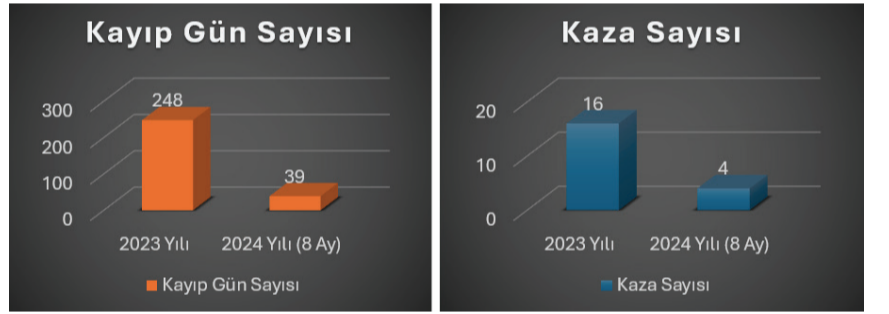 Kayıp Gün Sayısı
300
200
100
0
248
39
2023 Yılı
2024 Yılı (8 Ay)
Kayıp Gün Sayısı
Kaza Sayısı
20
10
0
16
4
2023 Yılı
2024 Yılı (8 Ay)
Kaza Sayısı